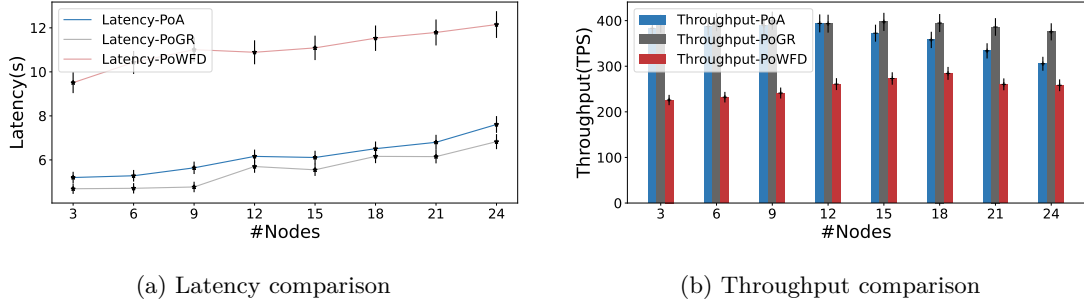 Latency(s)
12
10
8
6
Latency-PoA
Latency-PoGR
Latency-PoWFD
3 6 9 12 15 18 21 24
#Nodes
(a) Latency comparison
Throughput(TPS)
400
300
200
100
0
Throughput-PoA
Throughput-PoGR
Throughput-PoWFD
3 6 9 12 15 18 21 24
#Nodes
(b) Throughput comparison